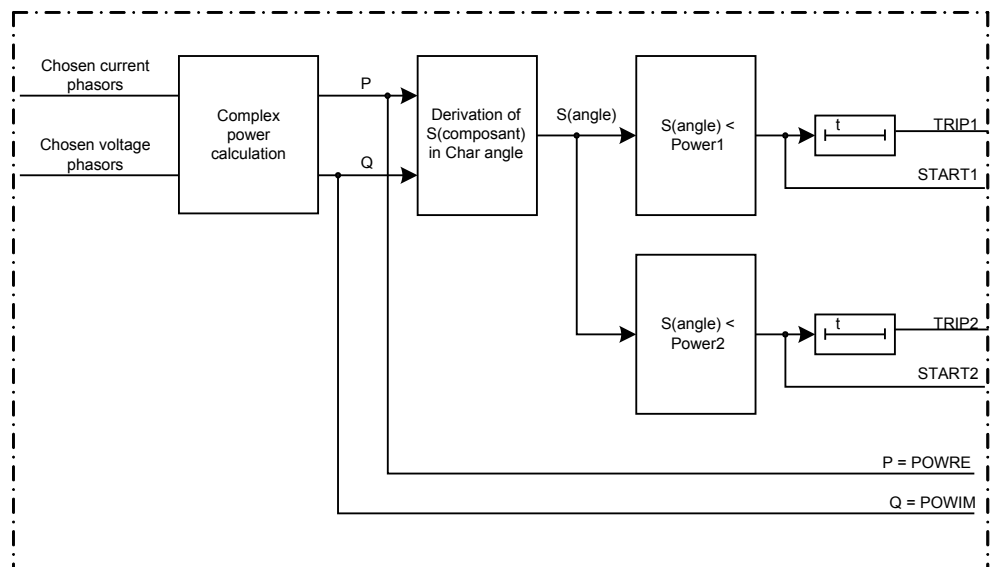 Chosen current
phasors
Chosen voltage
phasors
Complex
power
calculation
P
Q
Derivation of
S(composant)
in Char angle
S(angle)
S(angle) <
Power1
t
TRIP1
START1
S(angle) <
Power2
t
TRIP2
START2
P = POWRE
Q = POWIM